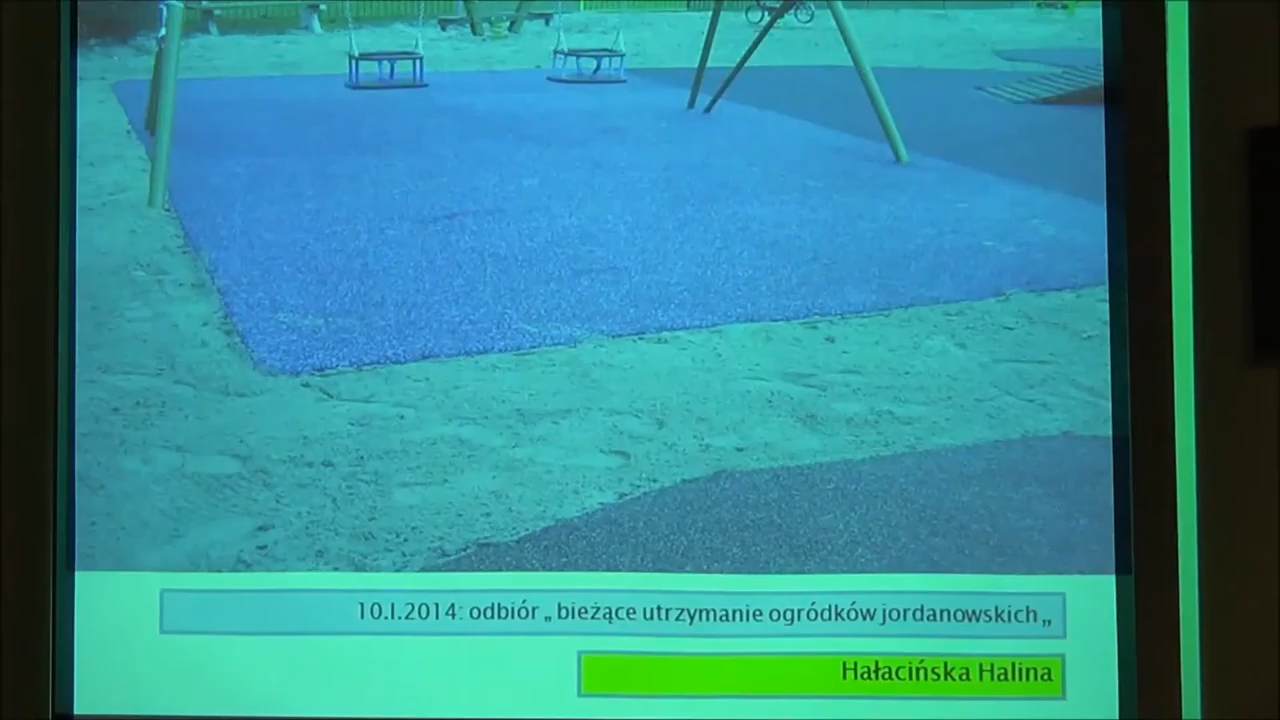 10.I.2014: odbiór „ bieżące utrzymanie ogródków jordanowskich „
Hałacińska Halina